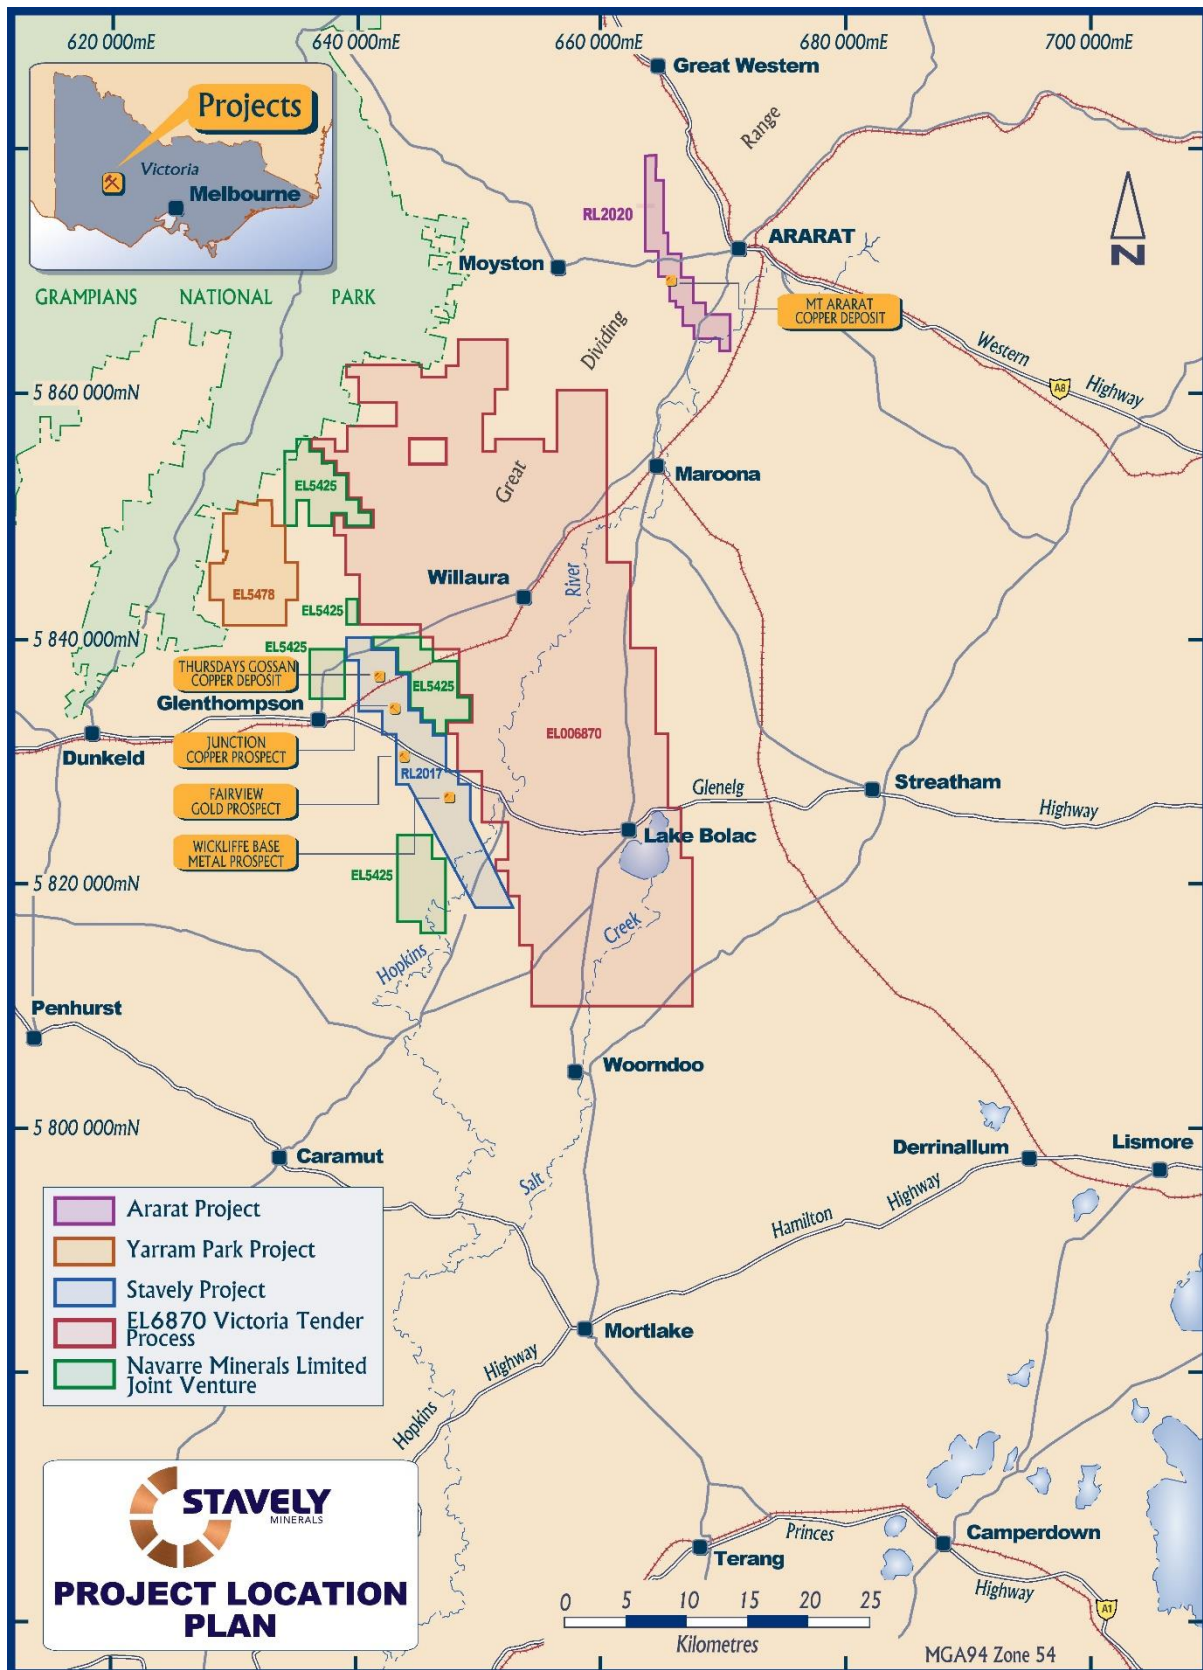 620 000mE
640 000mE
660 000mE
680 000mE
700 000mE
Projects
Victoria
Melbourne
Great Western
Range
RL2020
ARARAT
Moyston
N
GRAMPIANS NATIONAL PARK
MT ARARAT
COPPER DEPOSIT
Dividing
Western
Highway
A8
5 860 000mN
Great
Maroona
EL5425
EL5478
Willaura
River
EL5425
5 840 000mN
EL5425
THURSDAYS GOSSAN
COPPER DEPOSIT
EL5425
Glenthompson
EL006870
JUNCTION
COPPER PROSPECT
Dunkeld
RL2017
FAIRVIEW
GOLD PROSPECT
Glenelg
Streatham
Highway
WICKLIFFE BASE
METAL PROSPECT
Lake Bolac
EL5425
5 820 000mN
Creek
Hopkins
Penhurst
Woorndoo
5 800 000mN
Caramut
Derrinallum
Lismore
Salt
Highway
Hamilton
Ararat Project
Yarram Park Project
Stavely Project
EL6870 Victoria Tender
Process
Navarre Minerals Limited
Joint Venture
Mortlake
Highway
Hopkins
STAVELY
MINERALS
PROJECT LOCATION
PLAN
Princes
Camperdown
Terang
Highway
A1
0 5 10 15 20 25
Kilometres
MGA94 Zone 54